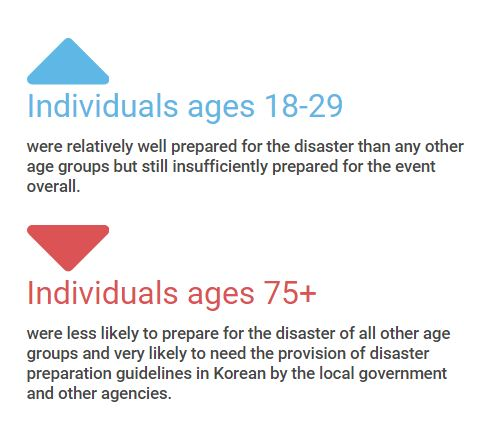 Individuals ages 18-29
were relatively well prepared for the disaster than any other
age groups but still insufficiently prepared for the event
overall.
Individuals ages 75+
were less likely to prepare for the disaster of all other age
groups and very likely to need the provision of disaster
preparation guidelines in Korean by the local government
and other agencies.